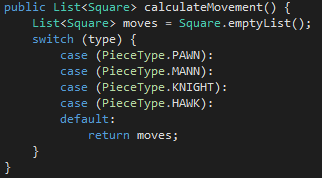 public List<Square> calculateMovement() {
List<Square> moves = Square.emptyList();
switch (type) {
case (PieceType.PAWN):
case (PieceType.MANN):
case (PieceType.KNIGHT):
case (PieceType.HAWK):
default:
return moves;
}
}